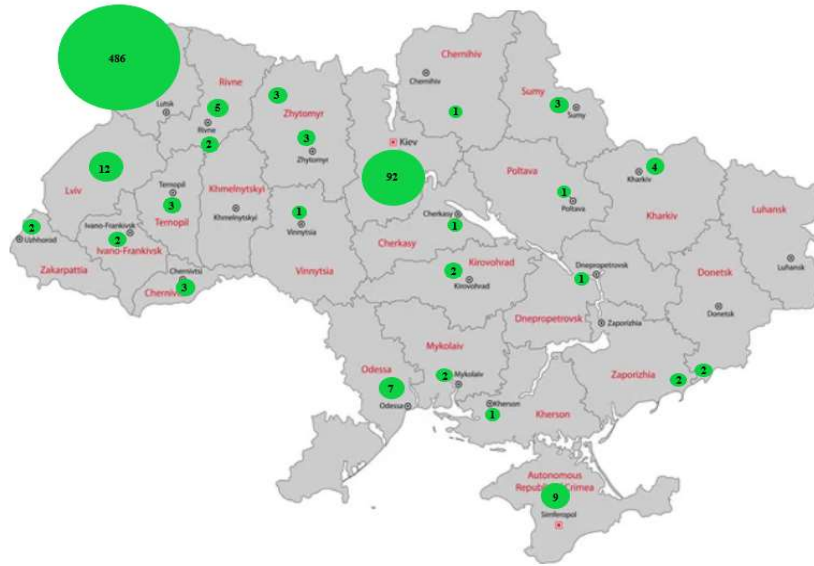 486
Lutsk
Rivne
5
Rivne
2
3
Zhytomyr
3
Zhytomyr
Chernihiv
Chernihiv
1
Sumy
3
Sumy
Kiev
92
12
Lviv
Ternopil
3
Ternopil
Khmelnytskyi
Khmelnytskyi
1
Vinnytsia
Vinnytsia
Poltava
1
Poltava
4
Kharkiv
Kharkiv
Luhansk
Luhansk
2
Uzhhorod
Zakarpattia
Ivano-Frankivsk
2
Ivano-Frankivsk
Chernivtsi
3
Cherniv
Cherkasy
1
Cherkasy
2
Kirovohrad
Kirovohrad
Dnepropetrovsk
1
Dnepropetrovsk
Donetsk
Donetsk
Zaporizhia
Zaporizhia
2
2
Mykolaiv
2
Mykolaiv
Odessa
7
Odessa
Kherson
1
Kherson
Autonomous
Republic Crimea
9
Simferopol